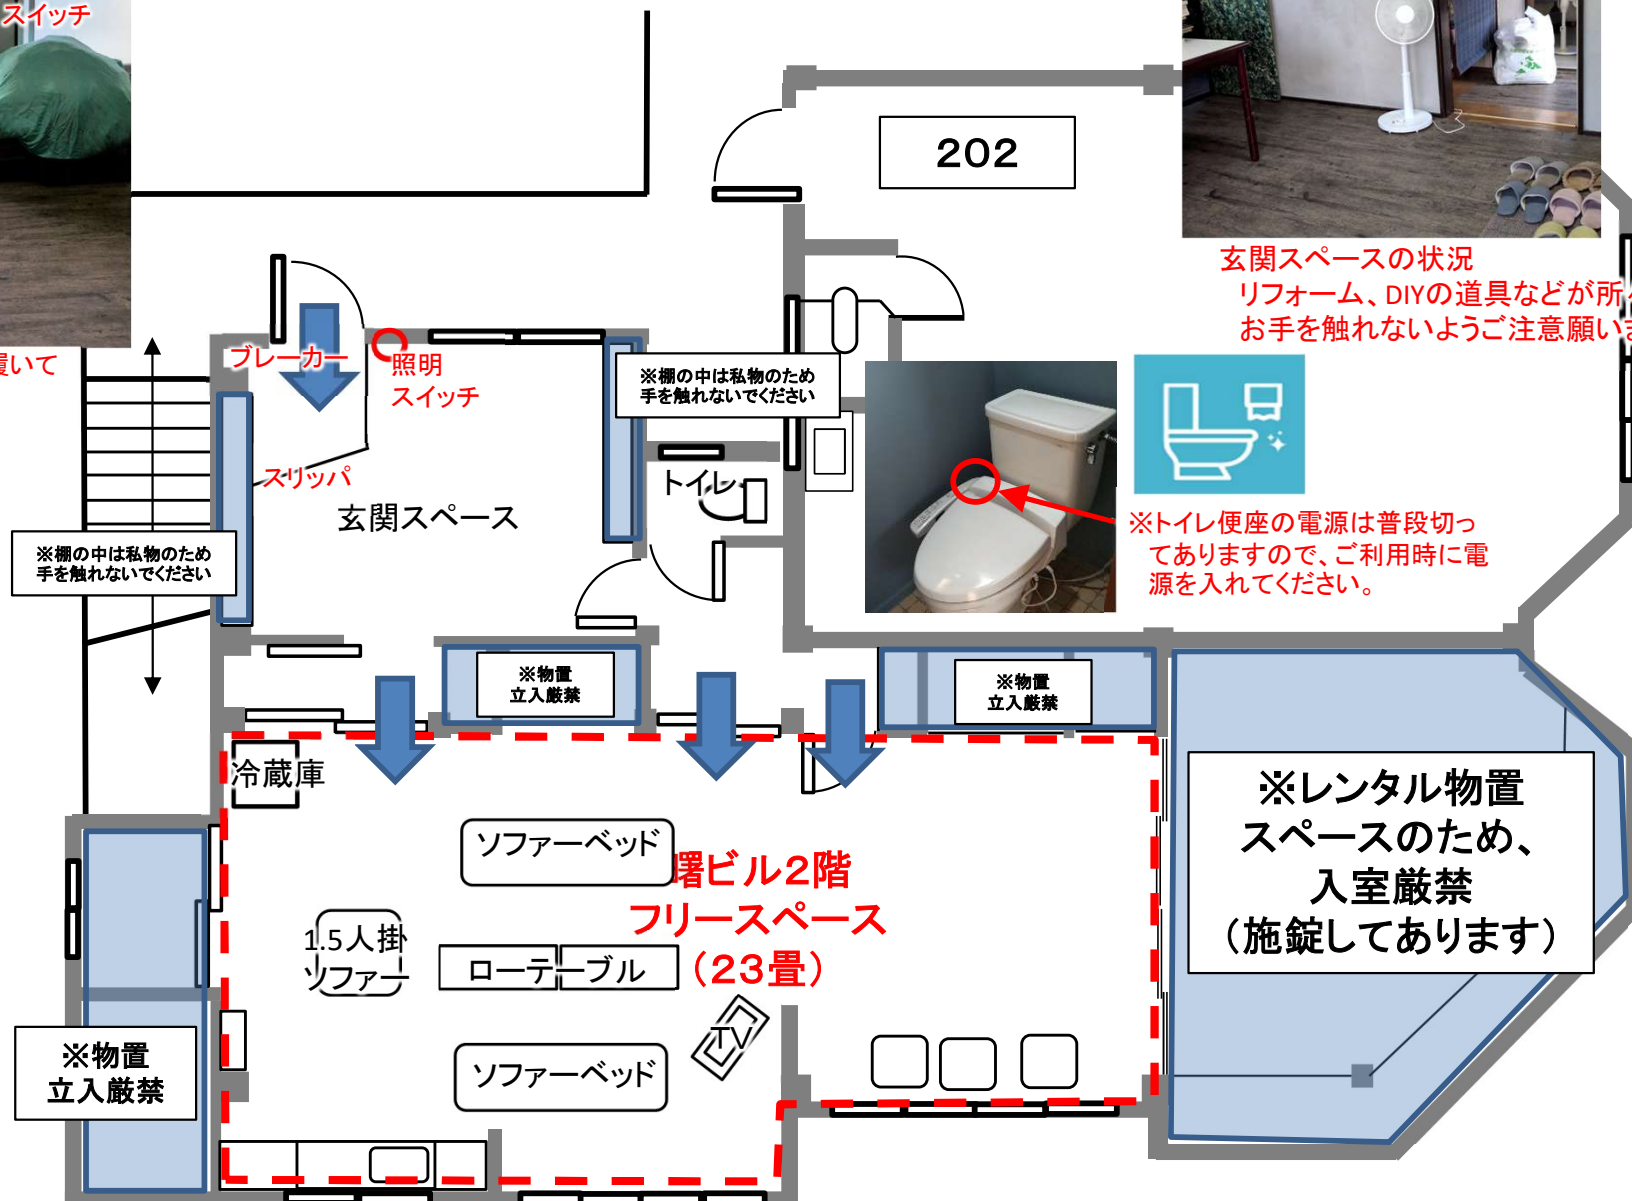 スイッチ
202
玄関スペースの状況
リフォーム、DIYの道具などが所
お手を触れないようご注意願いま
置いて
ブレーカー
照明
スイッチ
※棚の中は私物のため
手を触れないでください
スリッパ
トイレ
玄関スペース
※トイレ便座の電源は普段切っ
てありますので、ご利用時に電
源を入れてください。
※棚の中は私物のため
手を触れないでください
※物置
立入厳禁
※物置
立入厳禁
冷蔵庫
※レンタル物置
スペースのため、
入室厳禁
(施錠してあります)
ソファーベッド
曙ビル2階
フリースペース
(23畳)
1.5人掛
ソファー
ローテーブル
TV
ソファーベッド
※物置
立入厳禁